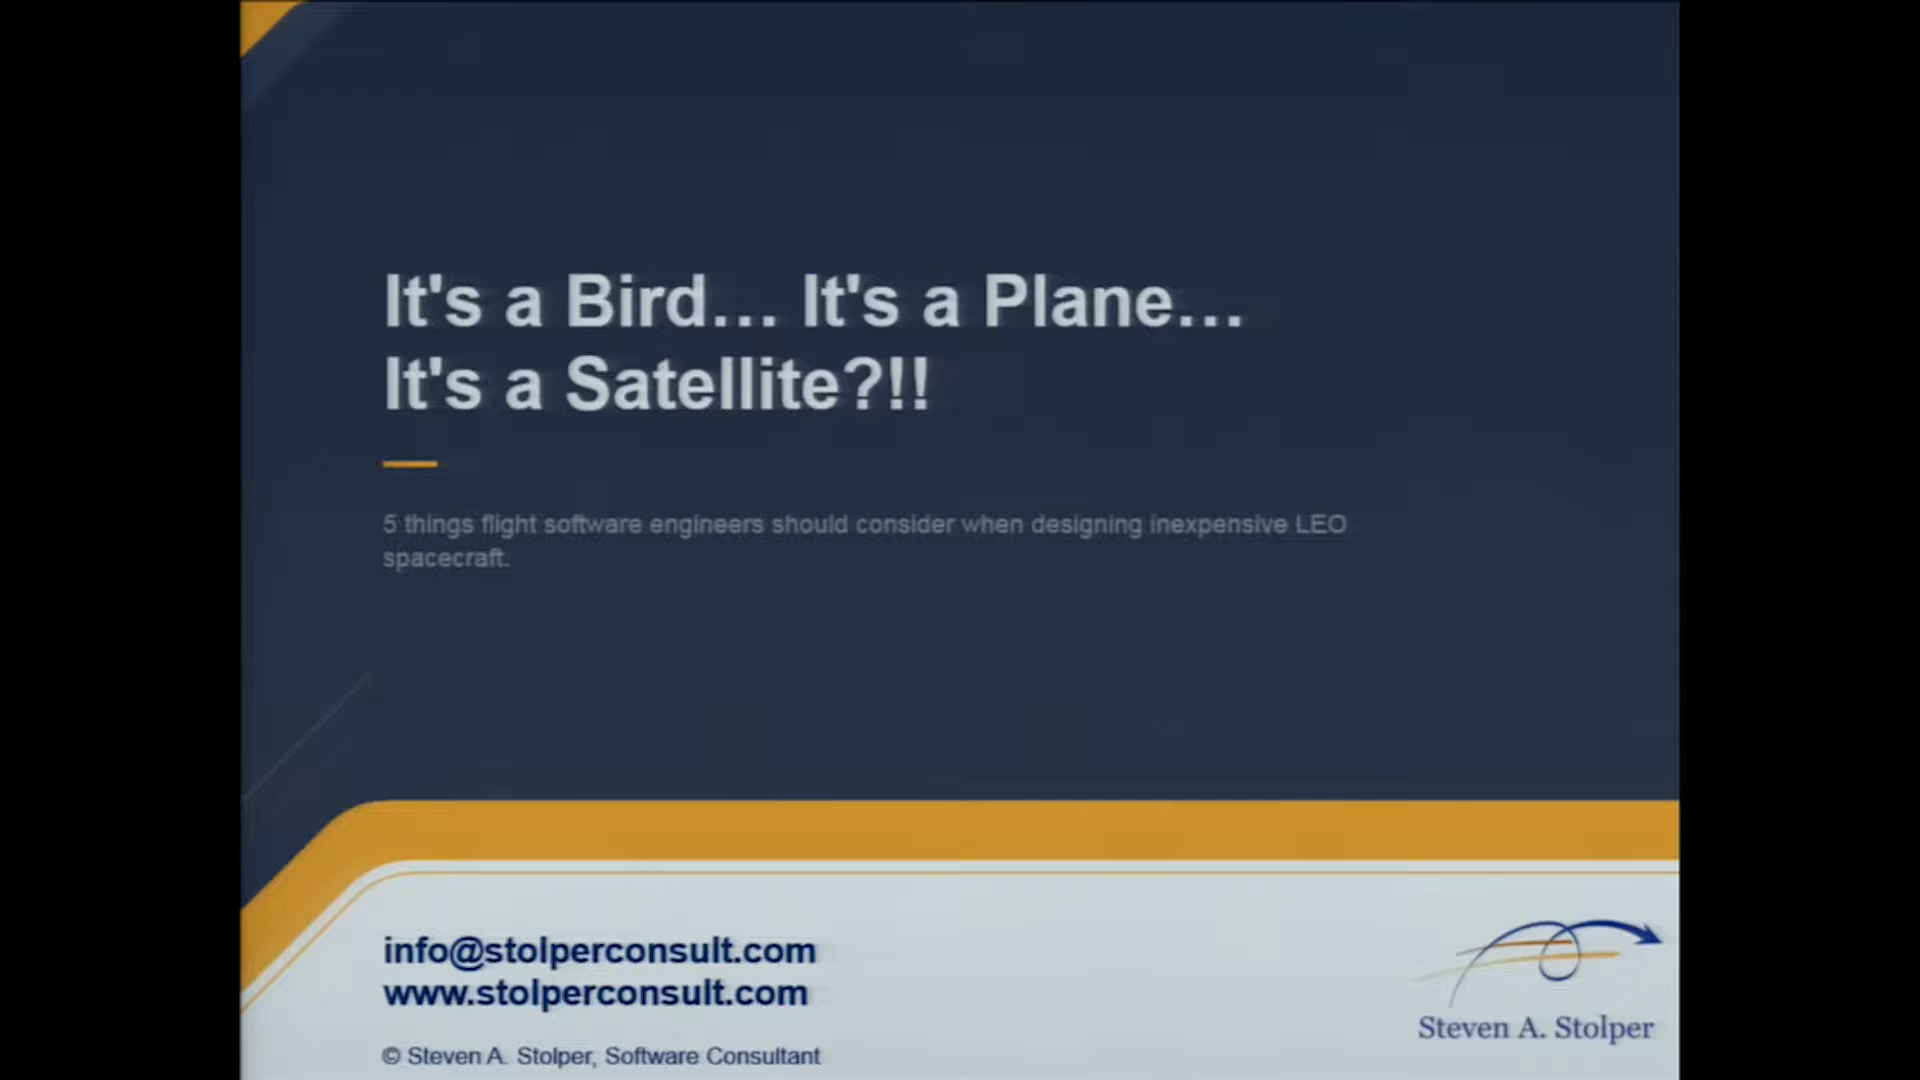 It's a Bird… It's a Plane…
It's a Satellite?!!
5 things flight software engineers should consider when designing inexpensive LEO
spacecraft.
info@stolperconsult.com
www.stolperconsult.com
Steven A. Stolper
© Steven A. Stolper, Software Consultant